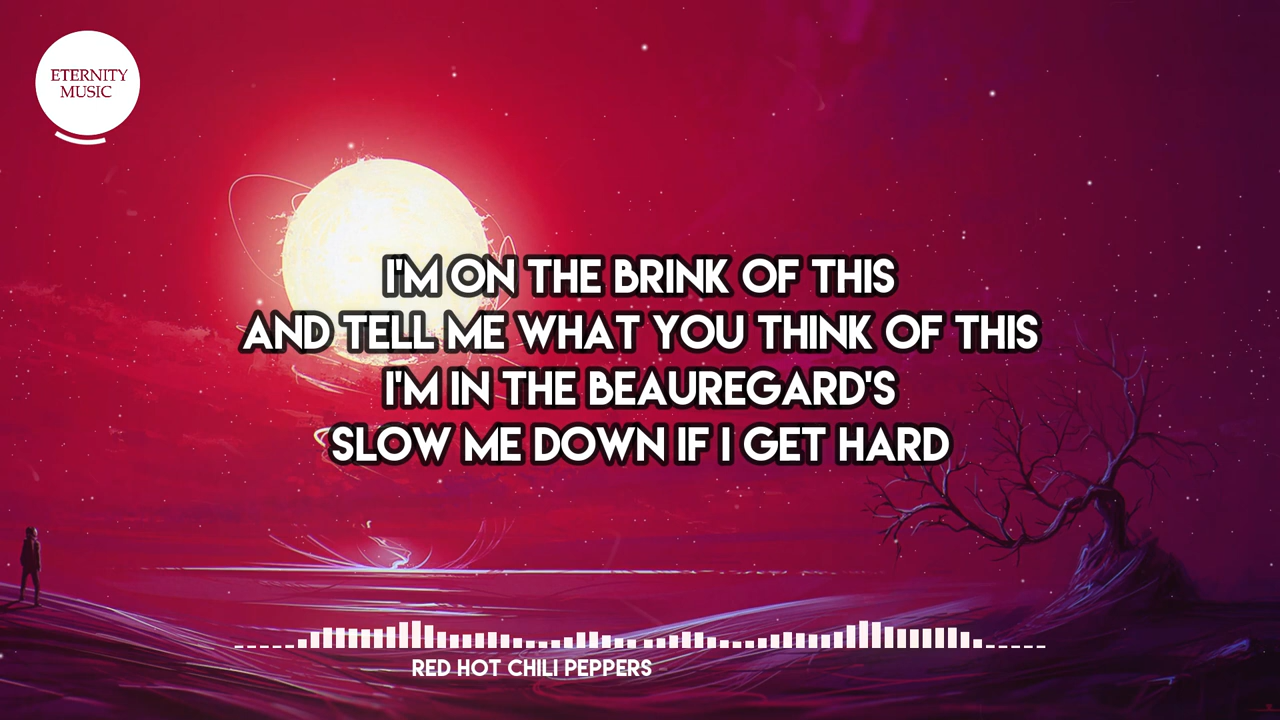 ETERNITY
MUSIC
I'M ON THE BRINK OF THIS
AND TELL ME WHAT YOU THINK OF THIS
I'M IN THE BEAUREGARD'S
SLOW ME DOWN IF I GET HARD
RED HOT CHILI PEPPERS